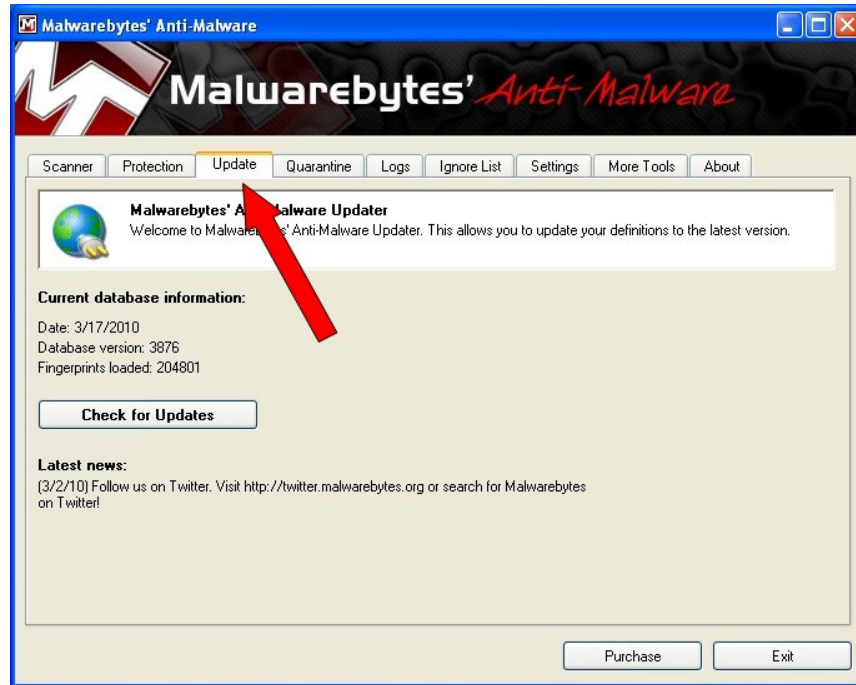 Malwarebytes' Anti-Malware
Malwarebytes' Anti-Malware
Scanner Protection Update Quarantine Logs Ignore List Settings More Tools About
Malwarebytes' A alware Updater
Welcome to Malwareb s' Anti-Malware Updater. This allows you to update your definitions to the latest version.
Current database information:
Date: 3/17/2010
Database version: 3876
Fingerprints loaded: 204801
Check for Updates
Latest news:
(3/2/10) Follow us on Twitter. Visit http://twitter.malwarebytes.org or search for Malwarebytes
on Twitter!
Purchase Exit